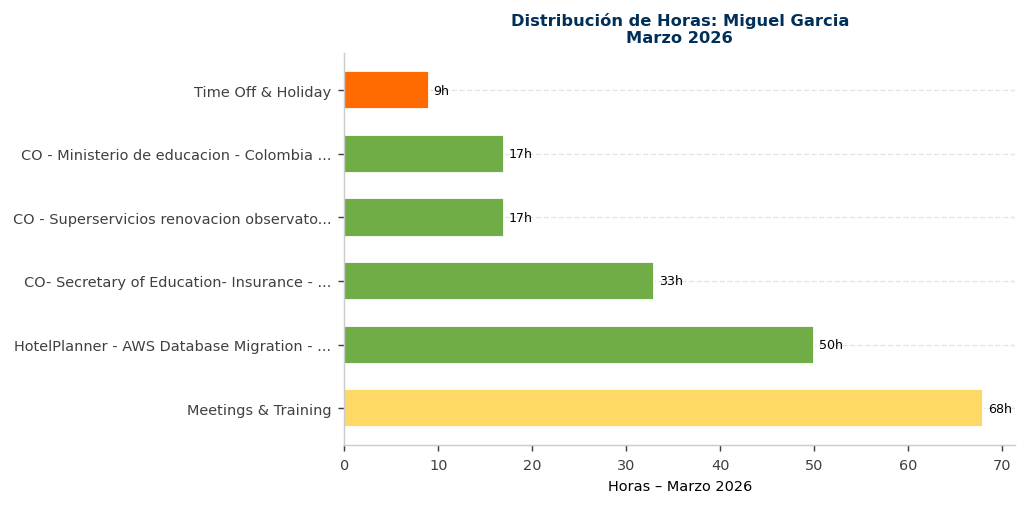 Distribución de Horas: Miguel Garcia
Marzo 2026
Time Off & Holiday
9h
CO - Ministerio de educacion - Colombia ...
17h
CO - Superservicios renovacion observato...
17h
CO- Secretary of Education- Insurance - ...
33h
HotelPlanner - AWS Database Migration - ...
50h
Meetings & Training
68h
0 10 20 30 40 50 60 70
Horas – Marzo 2026